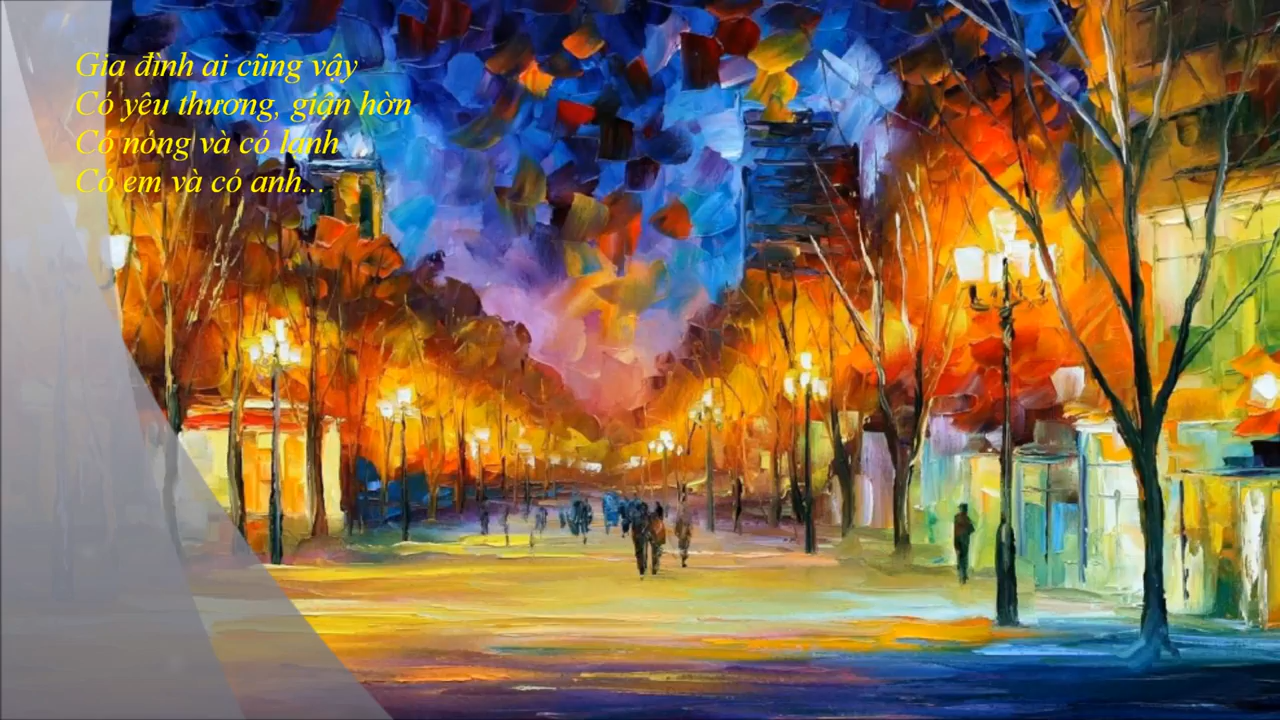 Gia đình ai cũng vậy
Có yêu thương, giận hờn
Có nóng và có lạnh
Có em và có anh...